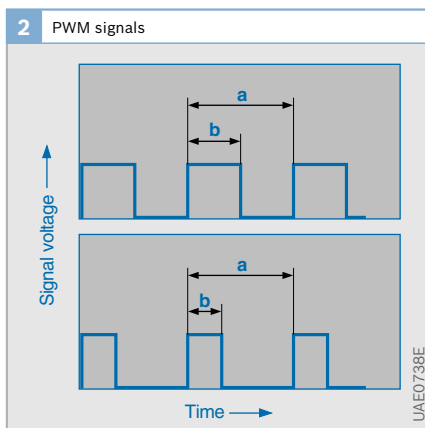 2 PWM signals
a
b
a
b
Signal voltage
Time
UAE0738E